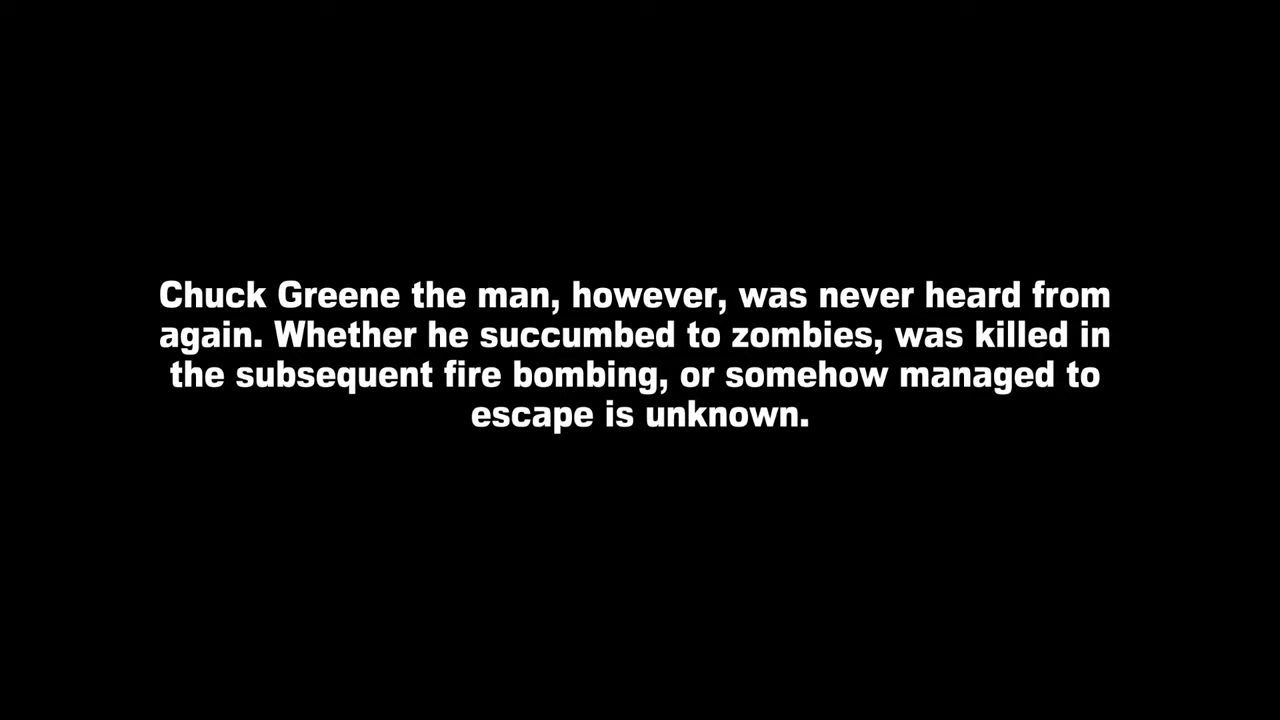 Chuck Greene the man, however, was never heard from
again. Whether he succumbed to zombies, was killed in
the subsequent fire bombing, or somehow managed to
escape is unknown.